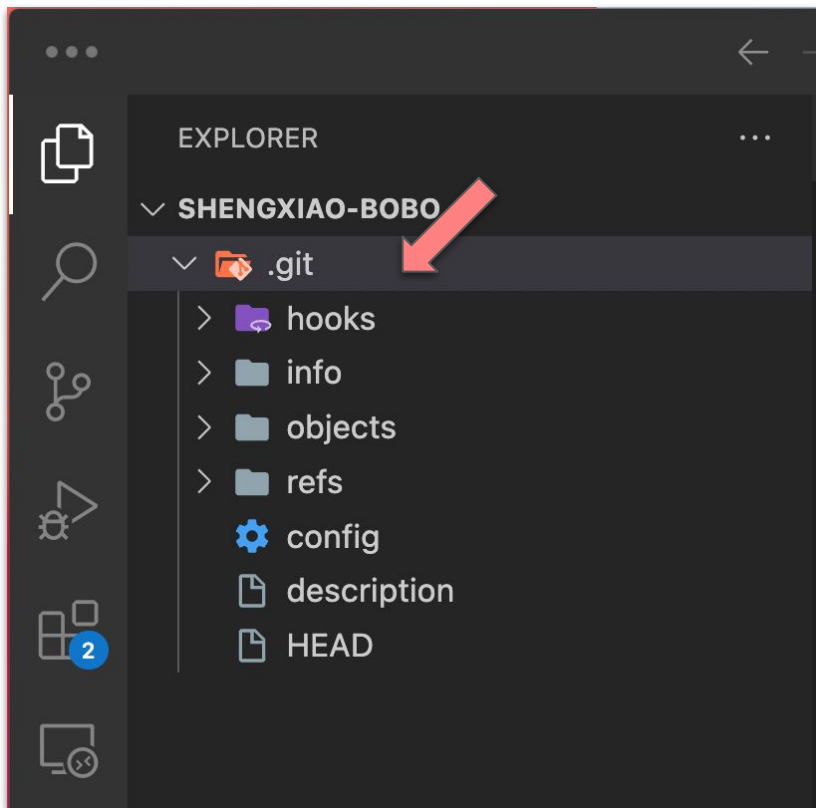 EXPLORER
SHENGXIAO-BOBO
.git
hooks
info
objects
refs
config
description
HEAD
2